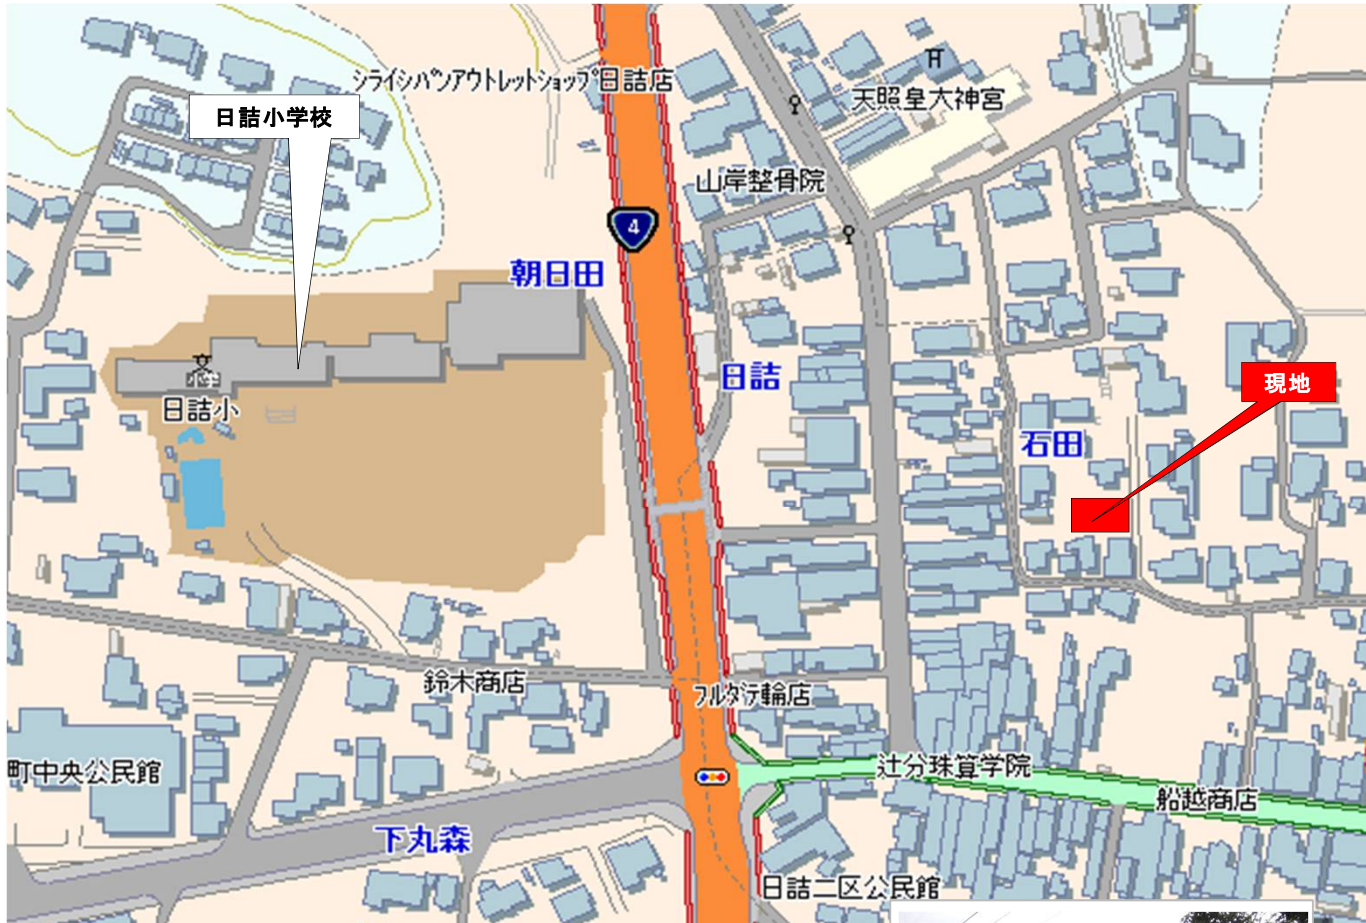 シライシパンアウトレットショップ日詰店
日詰小学校
天照皇大神宮
山岸整骨院
4
朝日田
日詰
現地
小学
日詰小
石田
鈴木商店
フルダテ輪店
町中央公民館
辻分珠算学院
船越商店
下丸森
日詰二区公民館